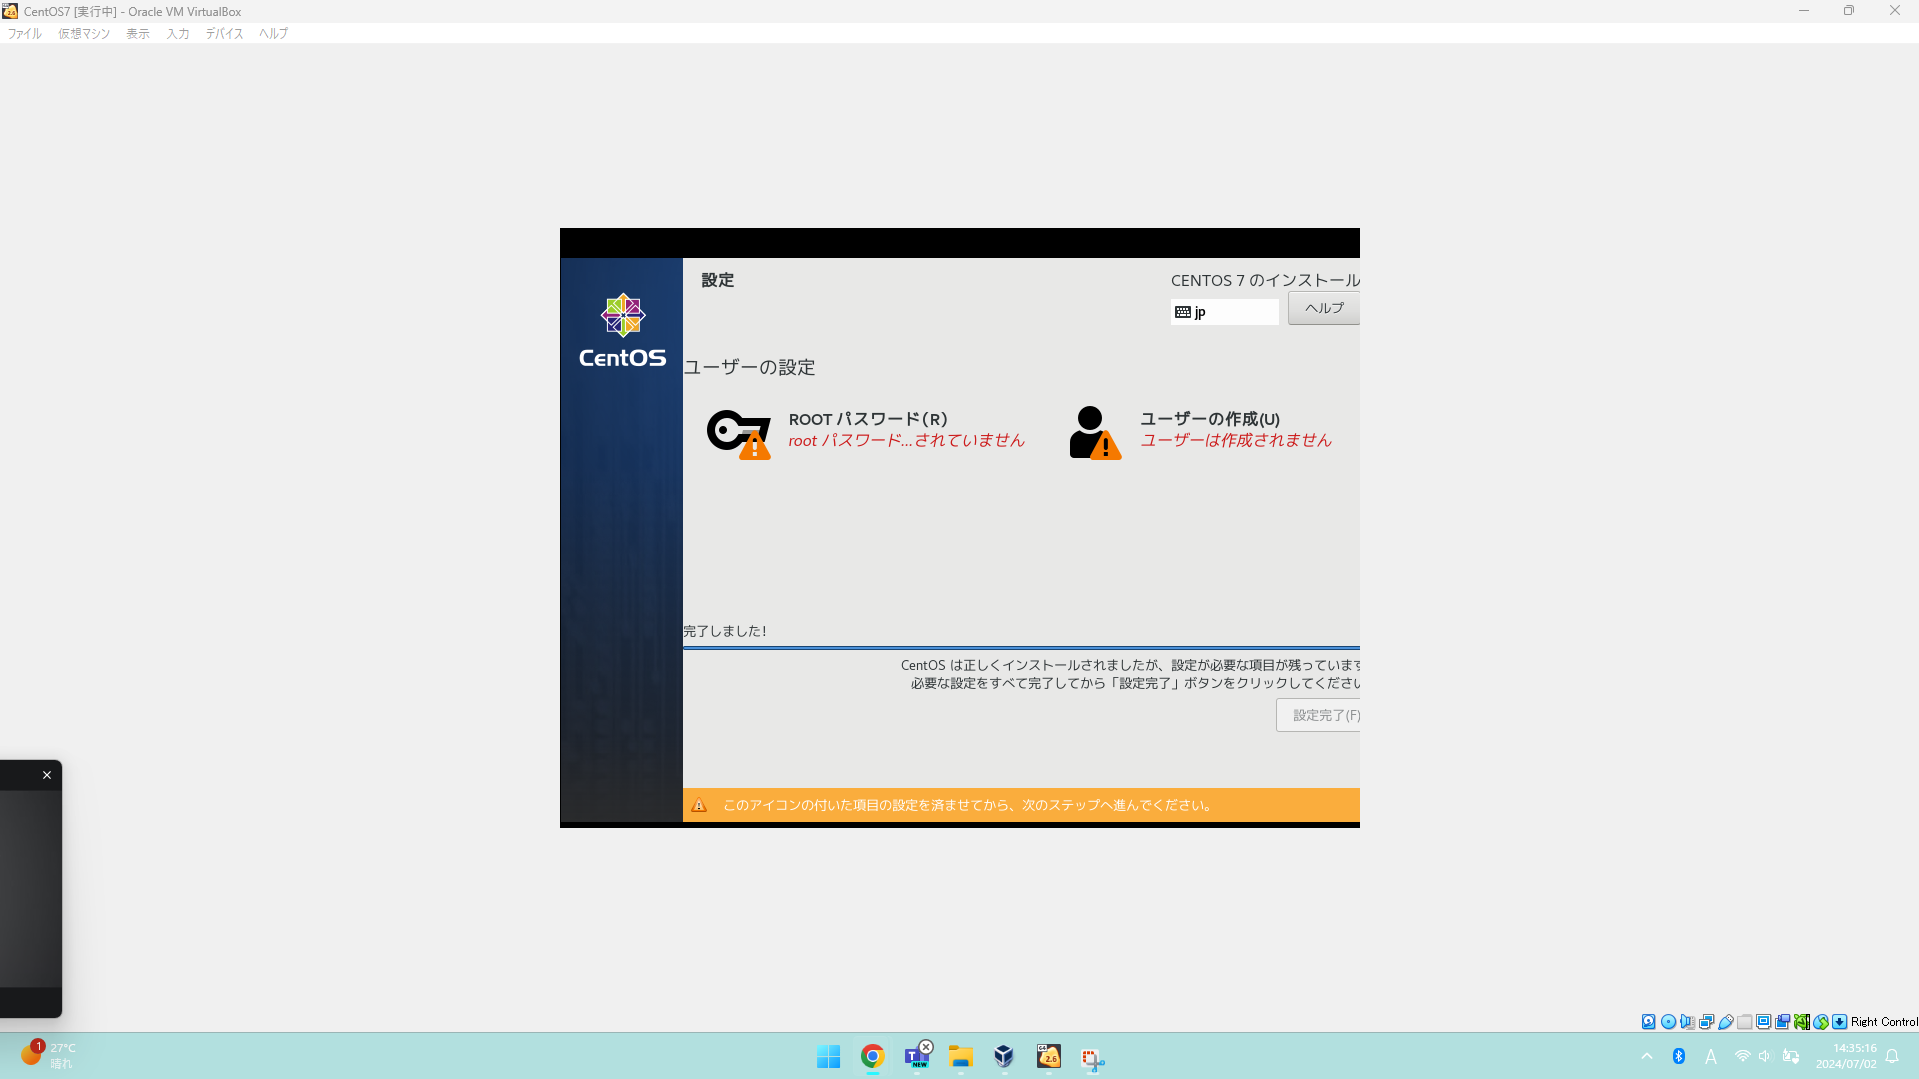 CentOS7 [実行中] - Oracle VM VirtualBox
ファイル 仮想マシン 表示 入力 デバイス ヘルプ
設定
CENTOS 7 のインストール
jp
ヘルプ
CentOS
ユーザーの設定
ROOT パスワード(R)
root パスワード...されていません
ユーザーの作成(U)
ユーザーは作成されません
完了しました!
CentOS は正しくインストールされましたが、設定が必要な項目が残っています
必要な設定をすべて完了してから「設定完了」ボタンをクリックしてください
設定完了(F)
このアイコンの付いた項目の設定を済ませてから、次のステップへ進んでください。
Right Control
1
27°C
晴れ
T
NEW
64
2.6
A
14:35:16
2024/07/02